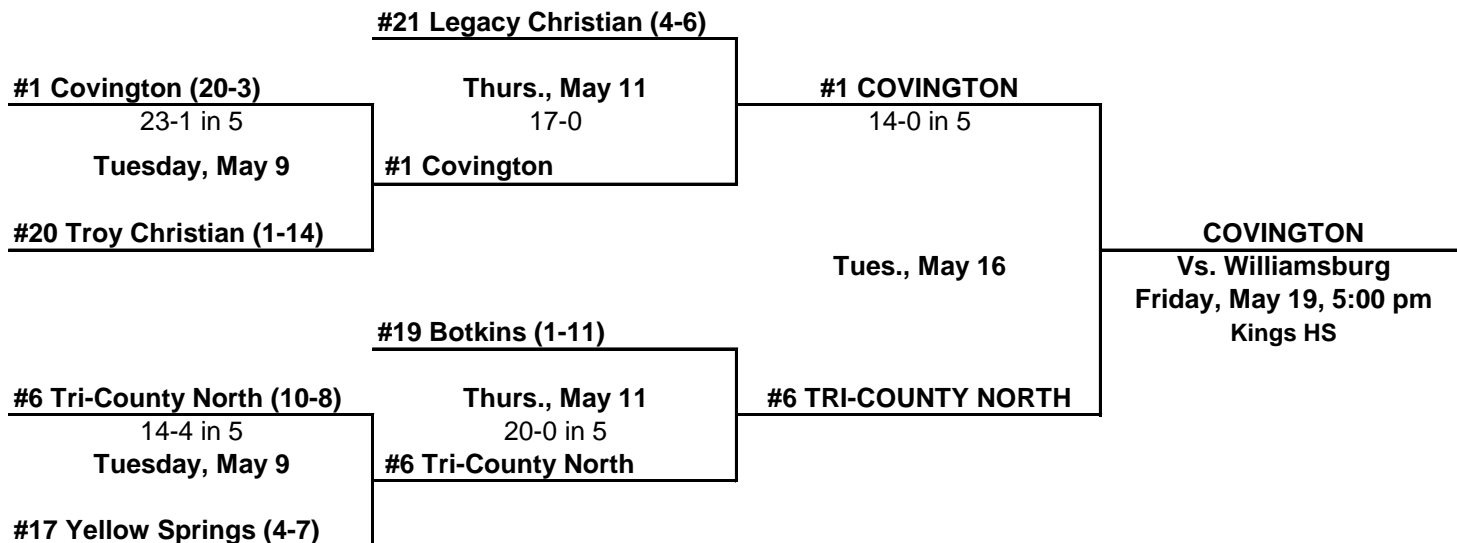 #21 Legacy Christian (4-6)
#1 Covington (20-3)
Thurs., May 11
#1 COVINGTON
23-1 in 5
17-0
14-0 in 5
Tuesday, May 9
#1 Covington
#20 Troy Christian (1-14)
COVINGTON
Tues., May 16
Vs. Williamsburg
Friday, May 19, 5:00 pm
#19 Botkins (1-11)
Kings HS
#6 Tri-County North (10-8)
Thurs., May 11
#6 TRI-COUNTY NORTH
14-4 in 5
20-0 in 5
Tuesday, May 9
#6 Tri-County North
#17 Yellow Springs (4-7)